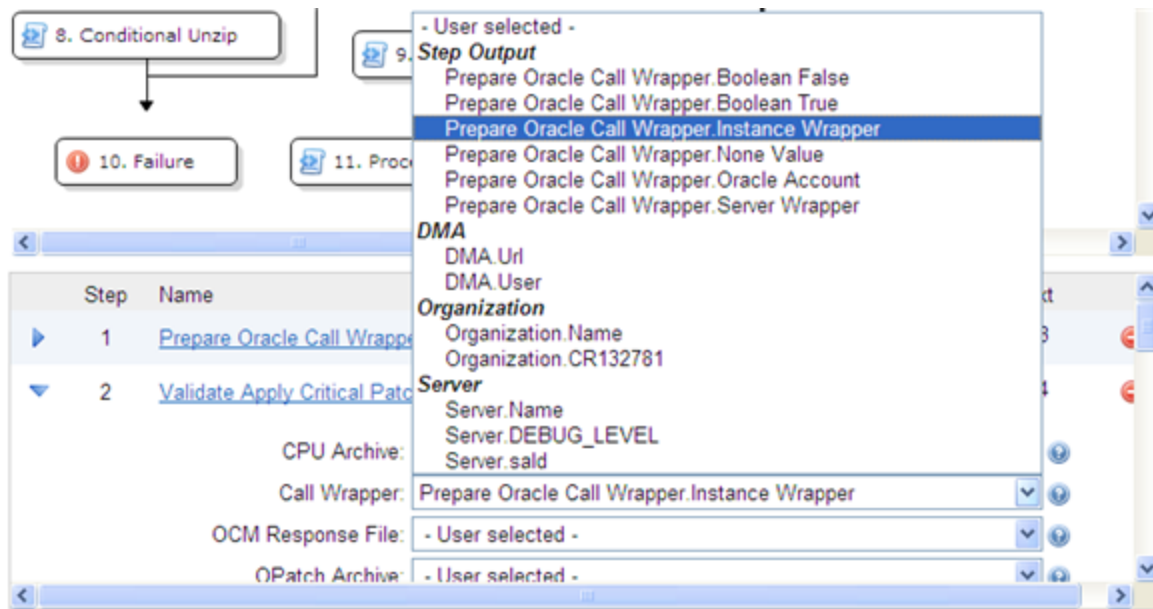 8. Conditional Unzip
9.
10. Failure
11. Proc
- User selected -
Step Output
Prepare Oracle Call Wrapper.Boolean False
Prepare Oracle Call Wrapper.Boolean True
Prepare Oracle Call Wrapper.Instance Wrapper
Prepare Oracle Call Wrapper.None Value
Prepare Oracle Call Wrapper.Oracle Account
Prepare Oracle Call Wrapper.Server Wrapper
DMA
DMA.Url
DMA.User
Organization
Organization.Name
Organization.CR132781
Server
Server.Name
Server.DEBUG_LEVEL
Server.saId
Step Name
1 Prepare Oracle Call Wrappe
2 Validate Apply Critical Patc
CPU Archive:
Call Wrapper: Prepare Oracle Call Wrapper.Instance Wrapper
OCM Response File: - User selected -
OPatch Archive: - User selected -